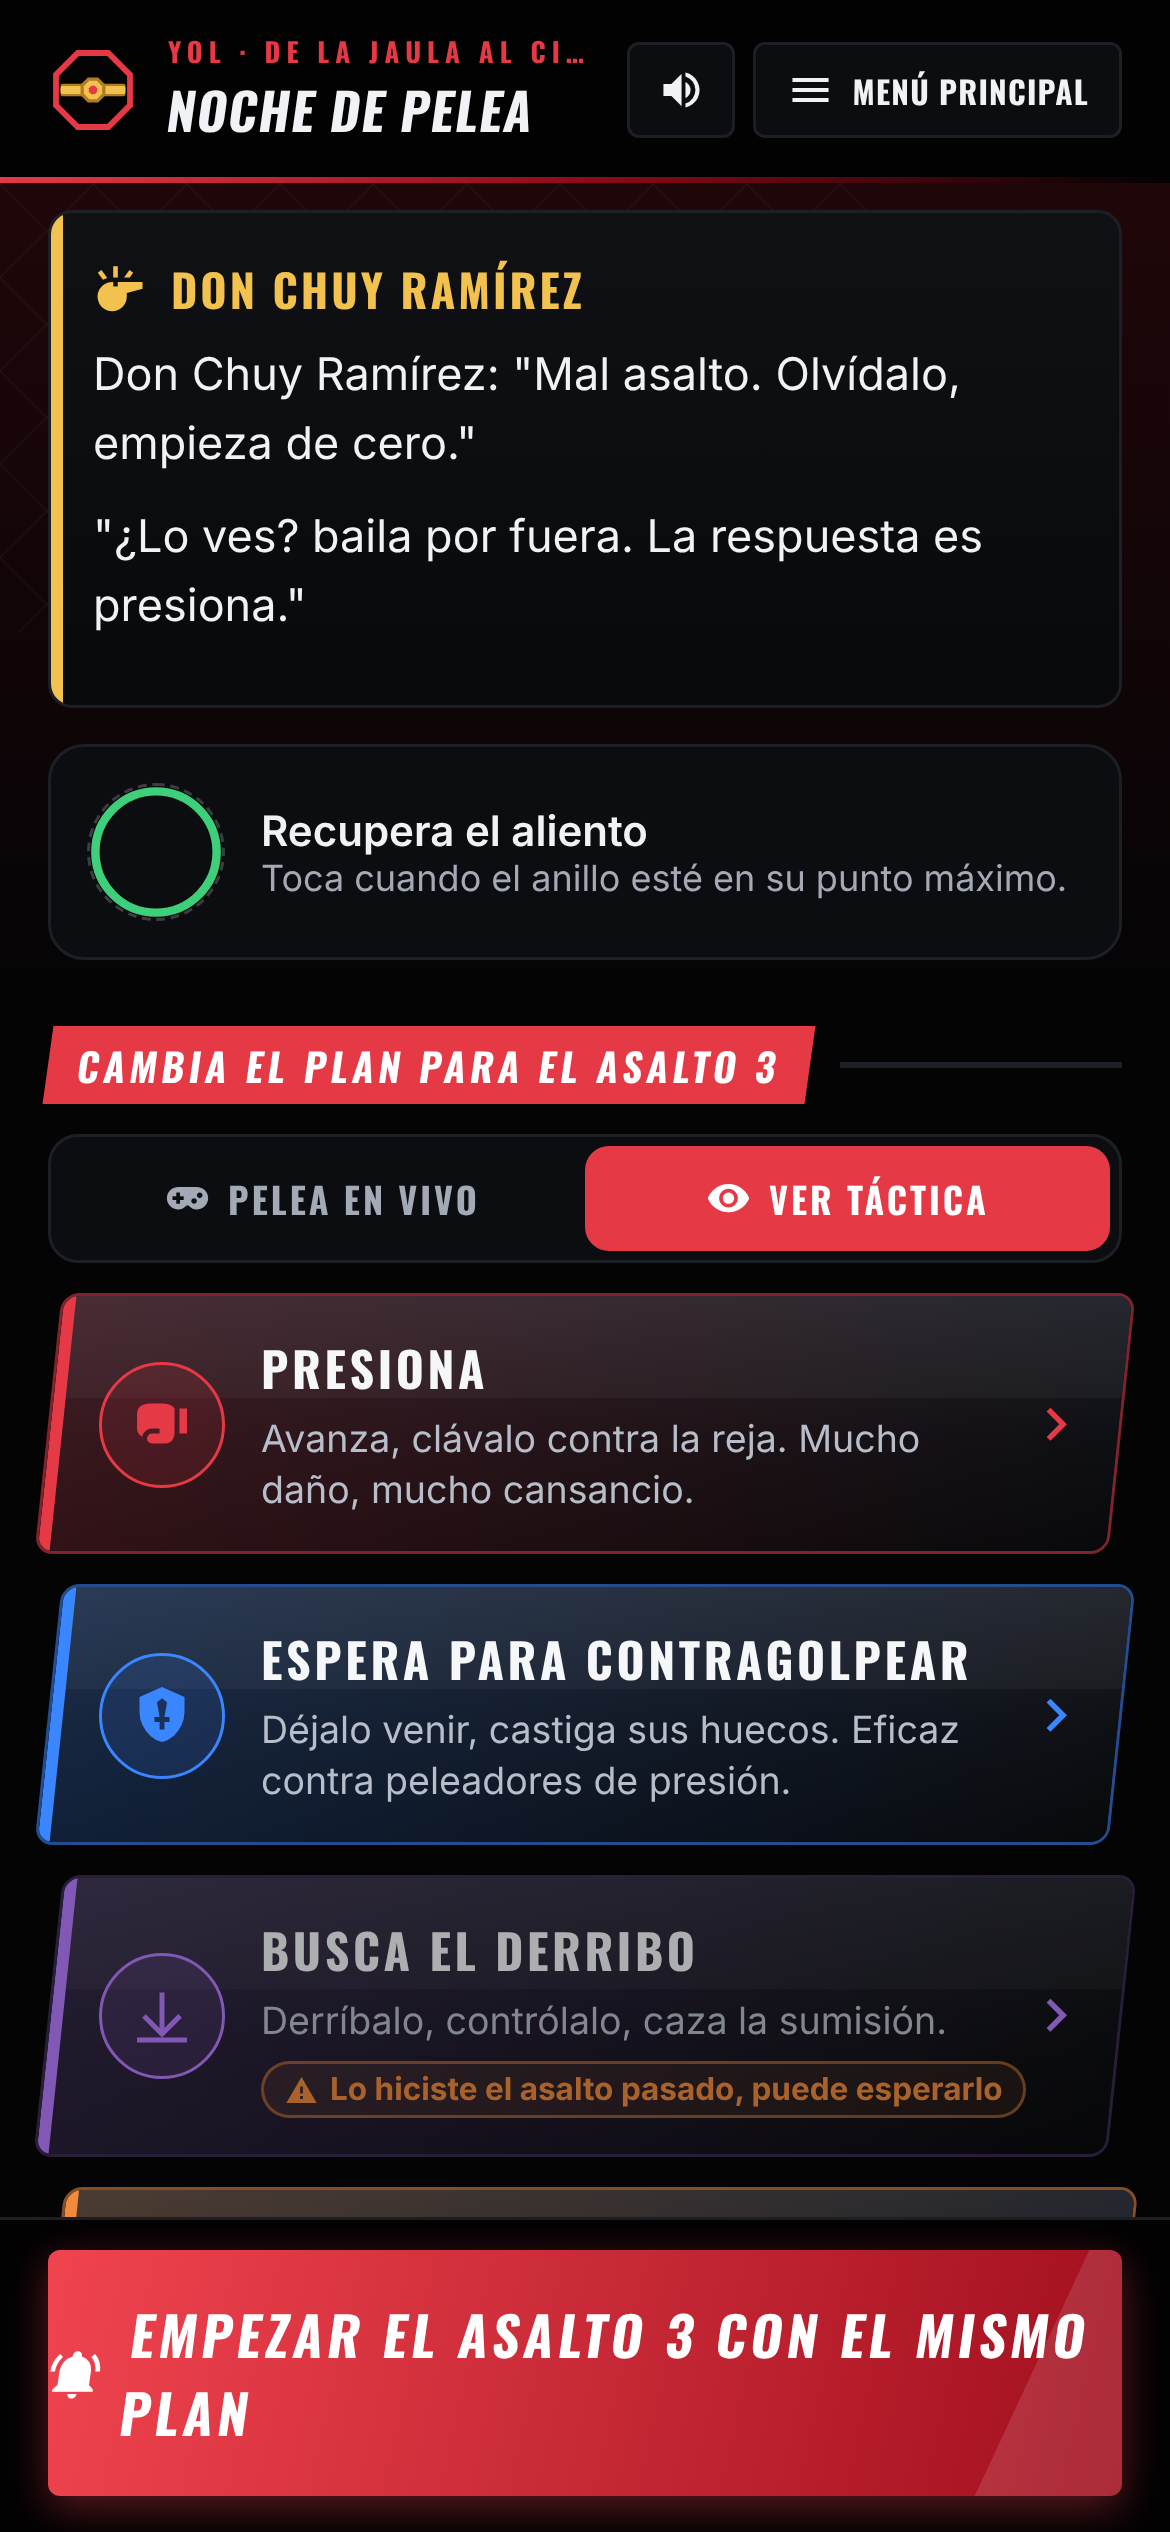 YOL · DE LA JAULA AL CI…
NOCHE DE PELEA
MENÚ PRINCIPAL
DON CHUY RAMÍREZ
Don Chuy Ramírez: "Mal asalto. Olvídalo,
empieza de cero."
"¿Lo ves? baila por fuera. La respuesta es
presiona."
Recupera el aliento
Toca cuando el anillo esté en su punto máximo.
CAMBIA EL PLAN PARA EL ASALTO 3
PELEA EN VIVO
VER TÁCTICA
PRESIONA
Avanza, clávalo contra la reja. Mucho
daño, mucho cansancio.
ESPERA PARA CONTRAGOLPEAR
Déjalo venir, castiga sus huecos. Eficaz
contra peleadores de presión.
BUSCA EL DERRIBO
Derríbalo, contrólalo, caza la sumisión.
Lo hiciste el asalto pasado, puede esperarlo
EMPEZAR EL ASALTO 3 CON EL MISMO
PLAN